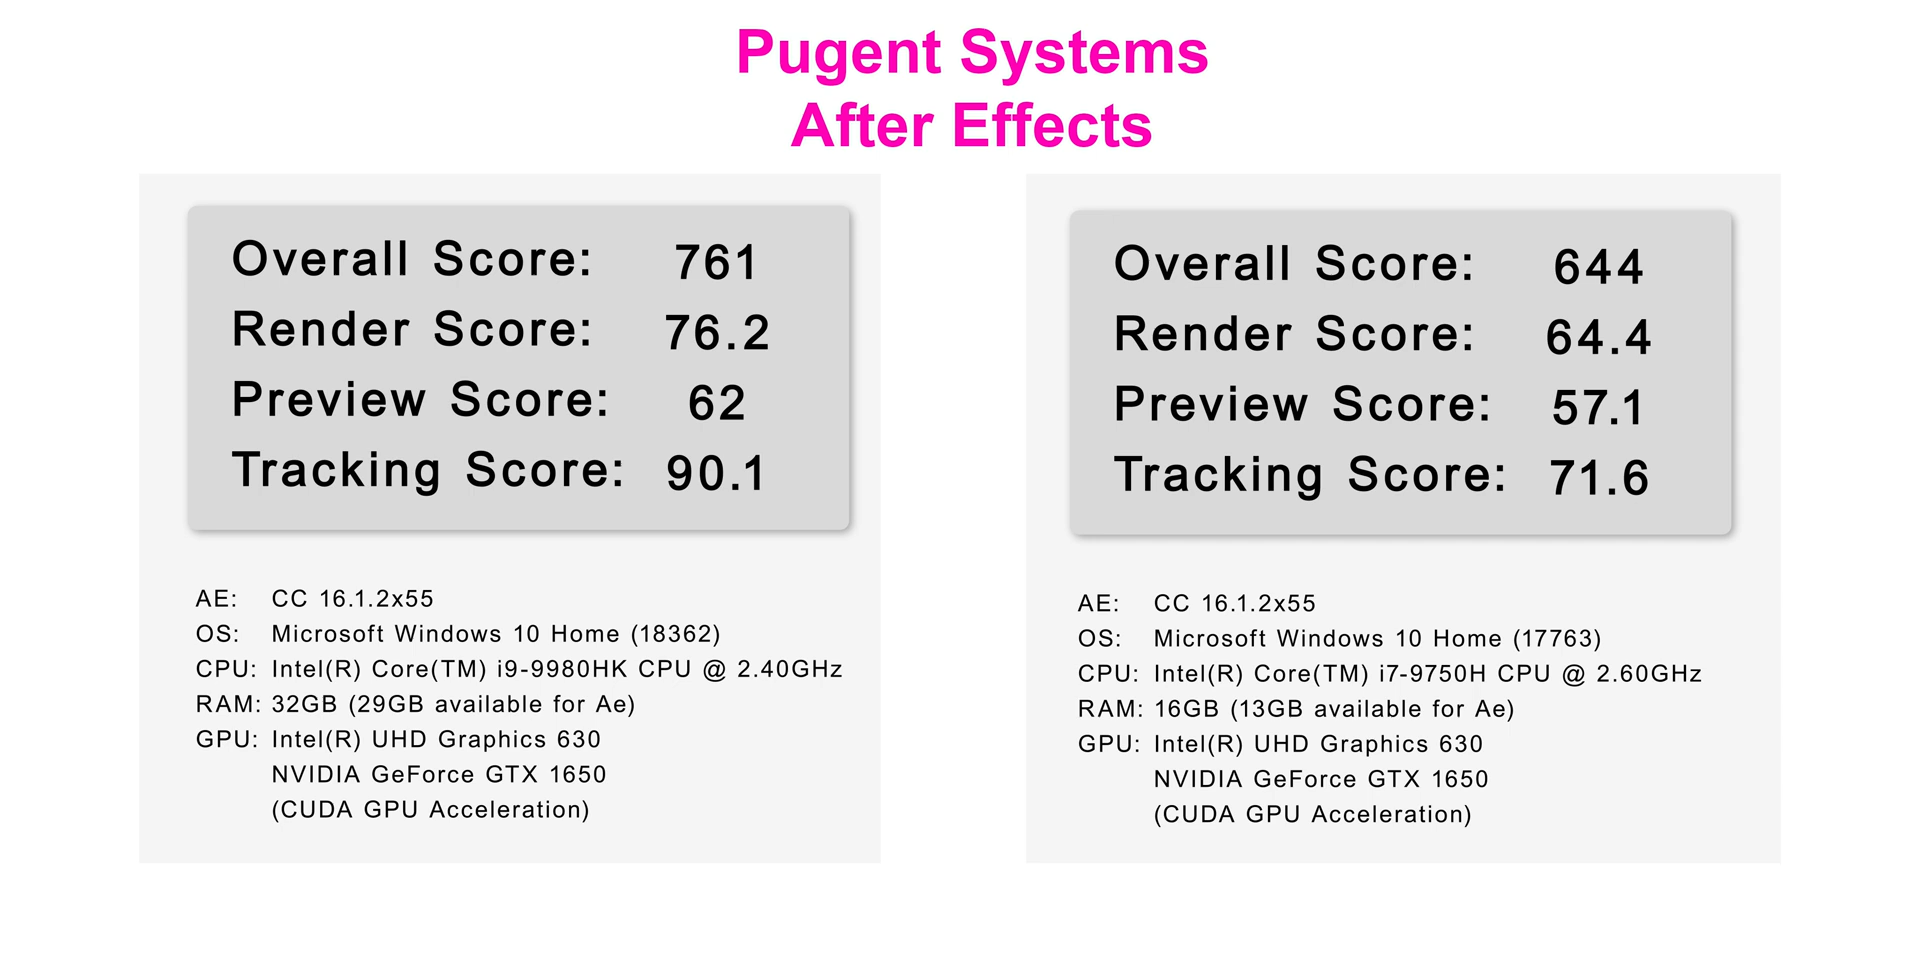 Pugent Systems
After Effects
Overall Score: 761
Render Score: 76.2
Preview Score: 62
Tracking Score: 90.1
AE: CC 16.1.2x55
OS: Microsoft Windows 10 Home (18362)
CPU: Intel(R) Core(TM) i9-9980HK CPU @ 2.40GHz
RAM: 32GB (29GB available for Ae)
GPU: Intel(R) UHD Graphics 630
NVIDIA GeForce GTX 1650
(CUDA GPU Acceleration)
Overall Score: 644
Render Score: 64.4
Preview Score: 57.1
Tracking Score: 71.6
AE: CC 16.1.2x55
OS: Microsoft Windows 10 Home (17763)
CPU: Intel(R) Core(TM) i7-9750H CPU @ 2.60GHz
RAM: 16GB (13GB available for Ae)
GPU: Intel(R) UHD Graphics 630
NVIDIA GeForce GTX 1650
(CUDA GPU Acceleration)